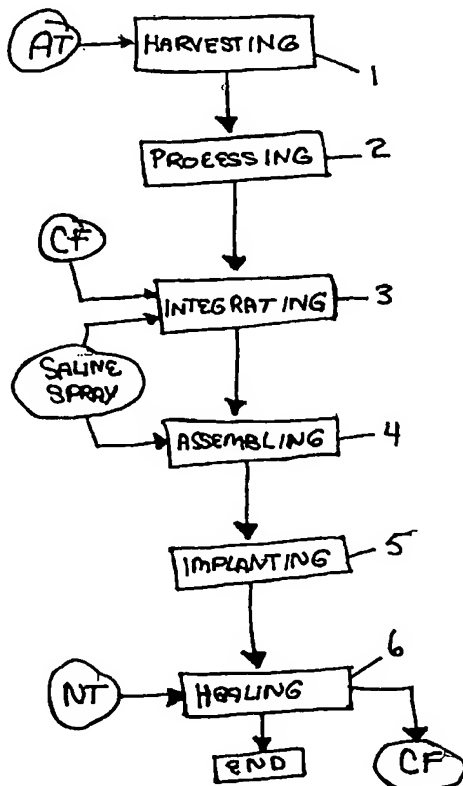 AT
HARVESTING
1
PROCESSING
2
CF
INTEGRATING
3
SALINE
SPRAY
ASSEMBLING
4
IMPLANTING
5
6
NT
HEALING
END
CF